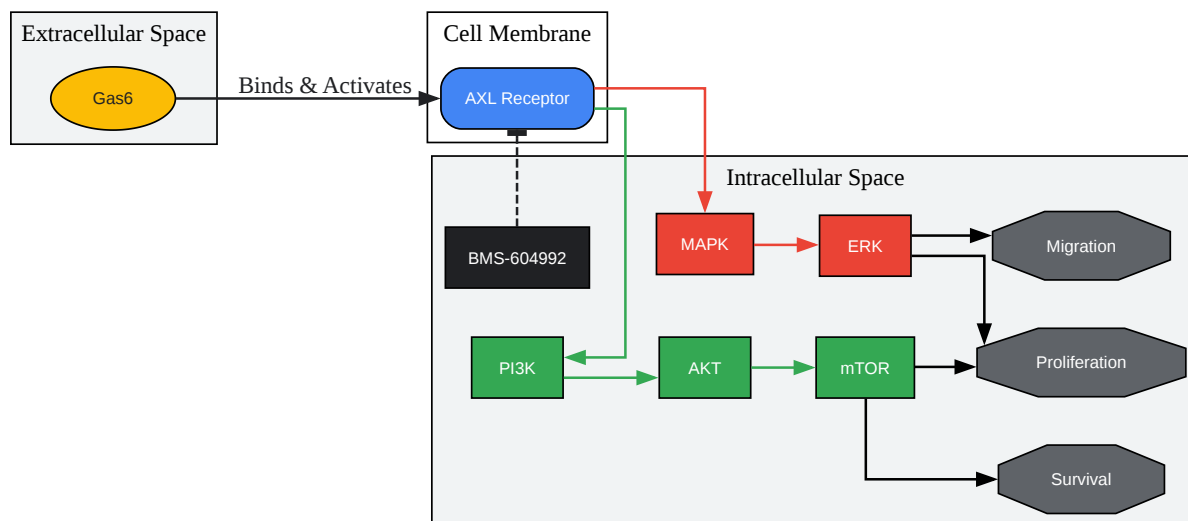 Extracellular Space
Cell Membrane
Gas6
Binds & Activates
AXL Receptor
Intracellular Space
BMS-604992
MAPK
ERK
Migration
PI3K
AKT
mTOR
Proliferation
Survival